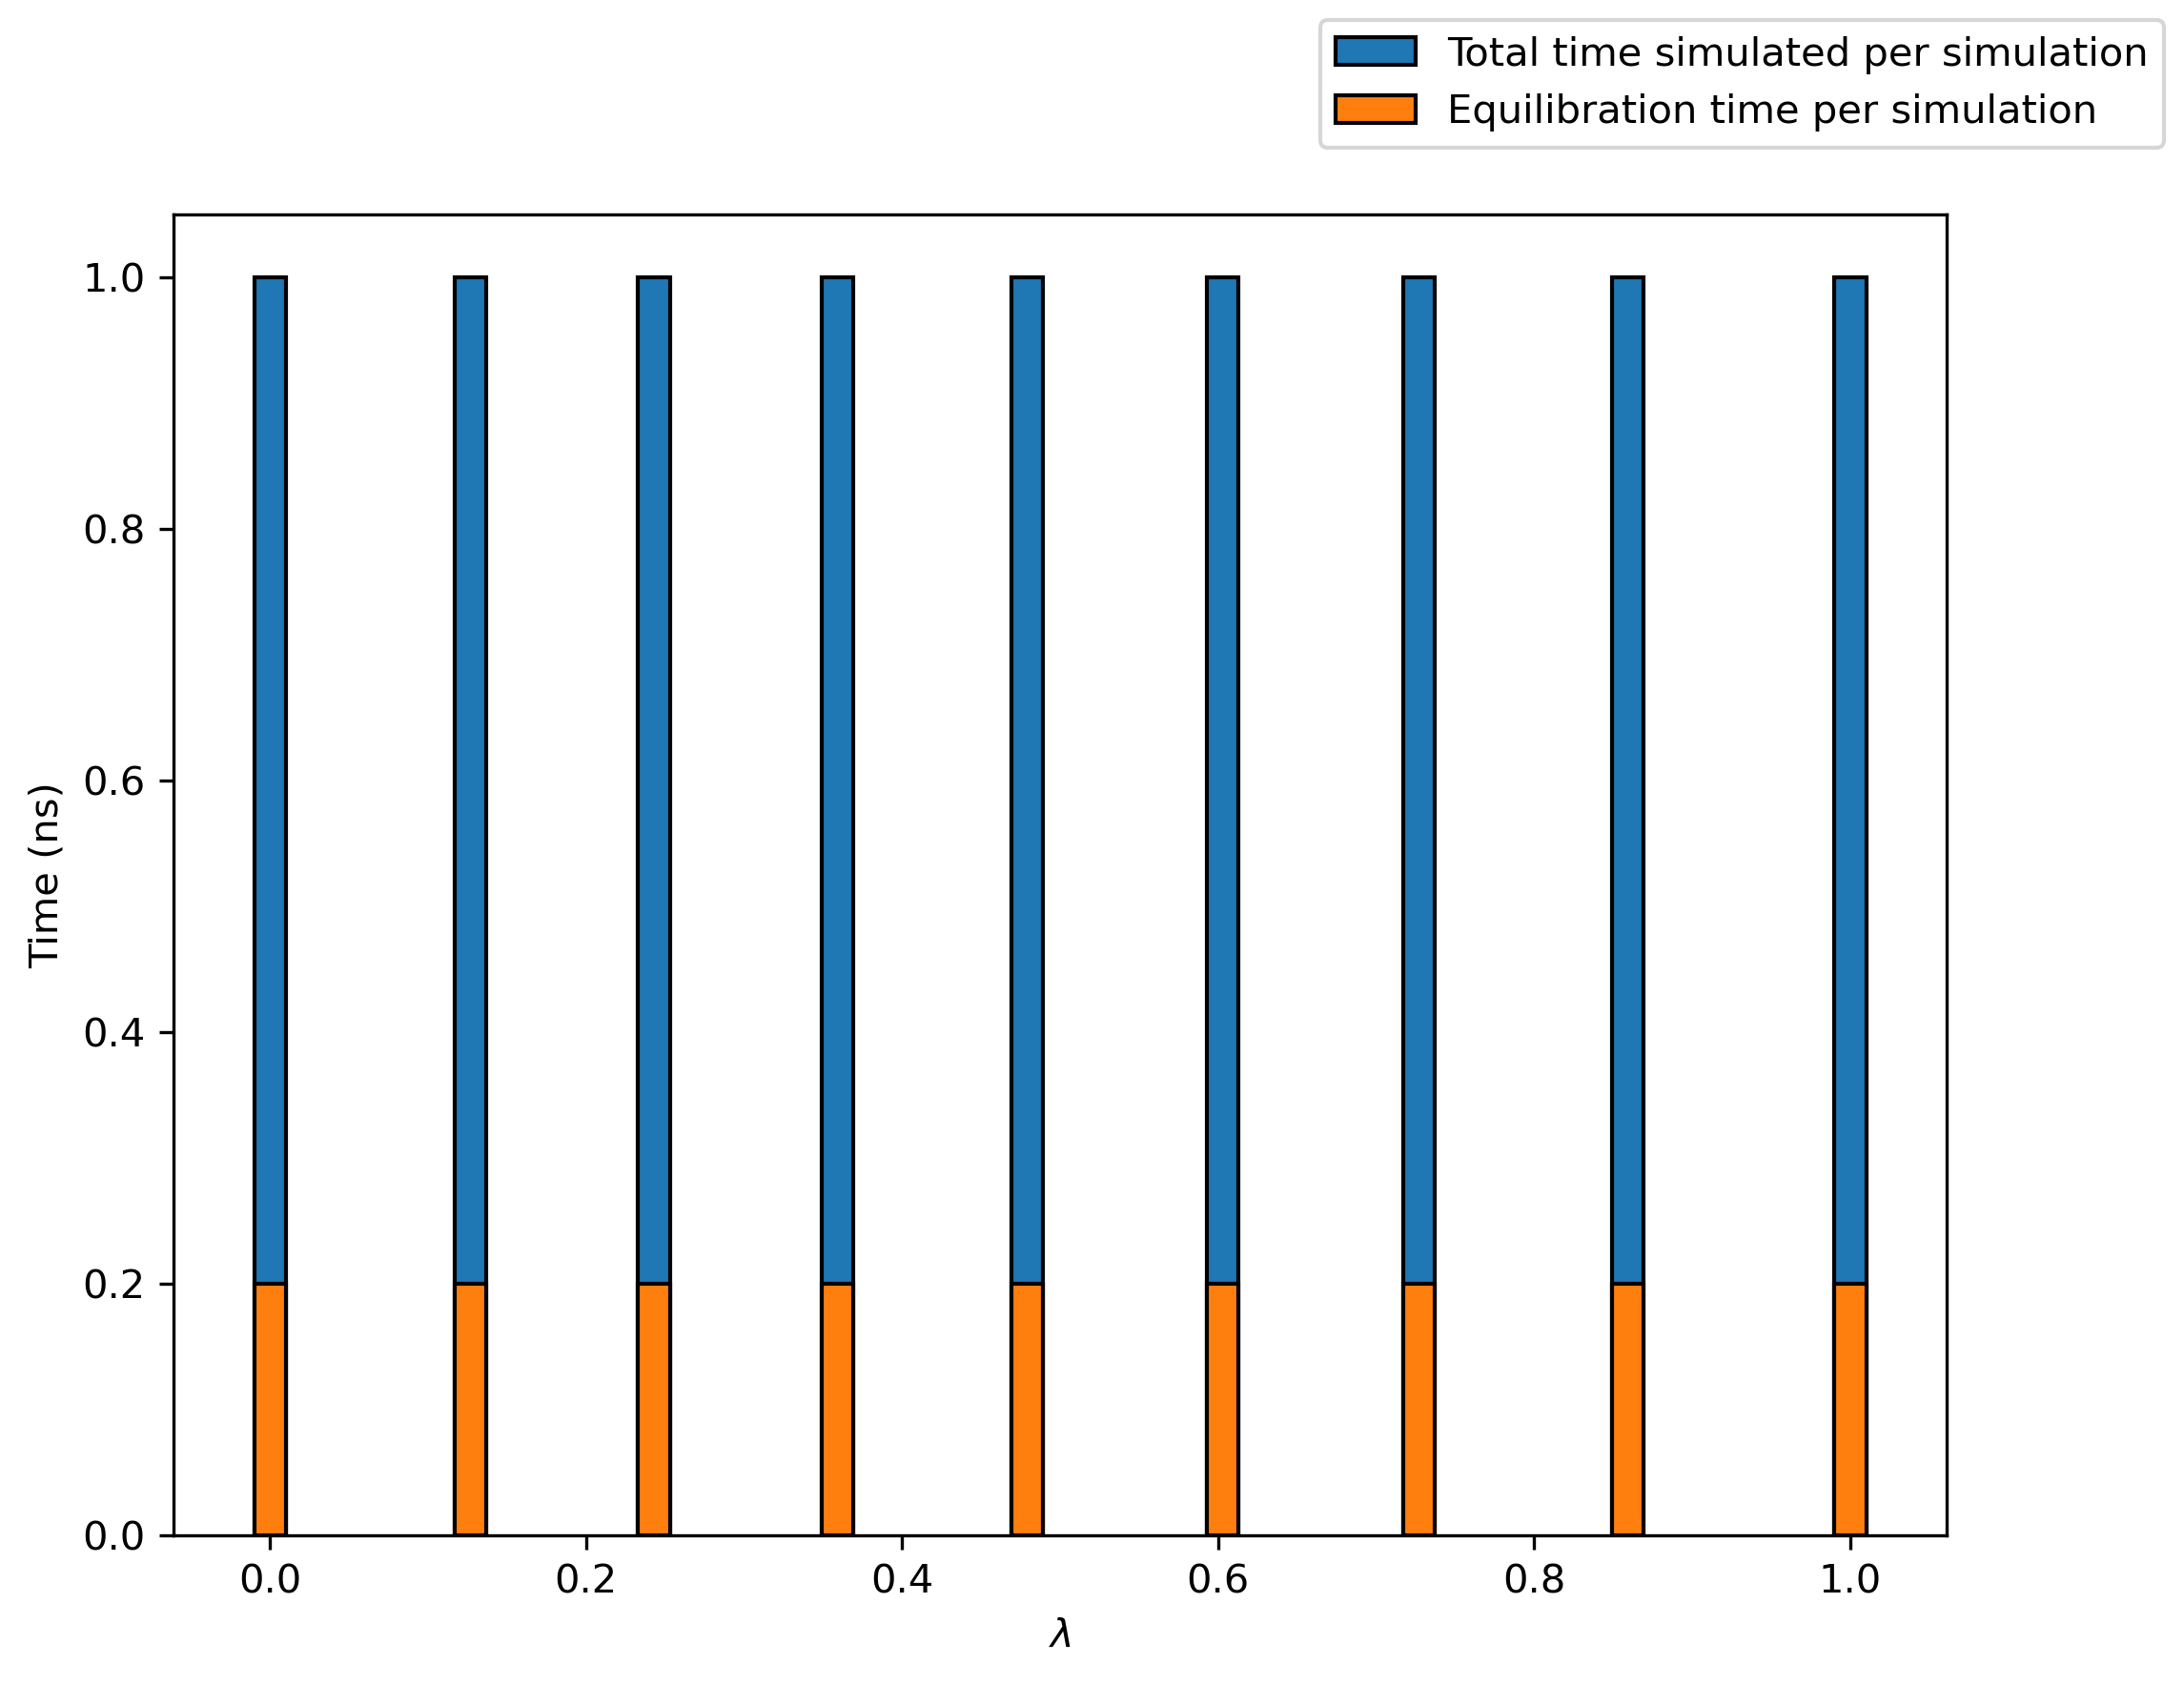 Total time simulated per simulation
Equilibration time per simulation
1.0
0.8
0.6
0.4
0.2
0.0
Time (ns)
0.0 0.2 0.4 0.6 0.8 1.0
λ